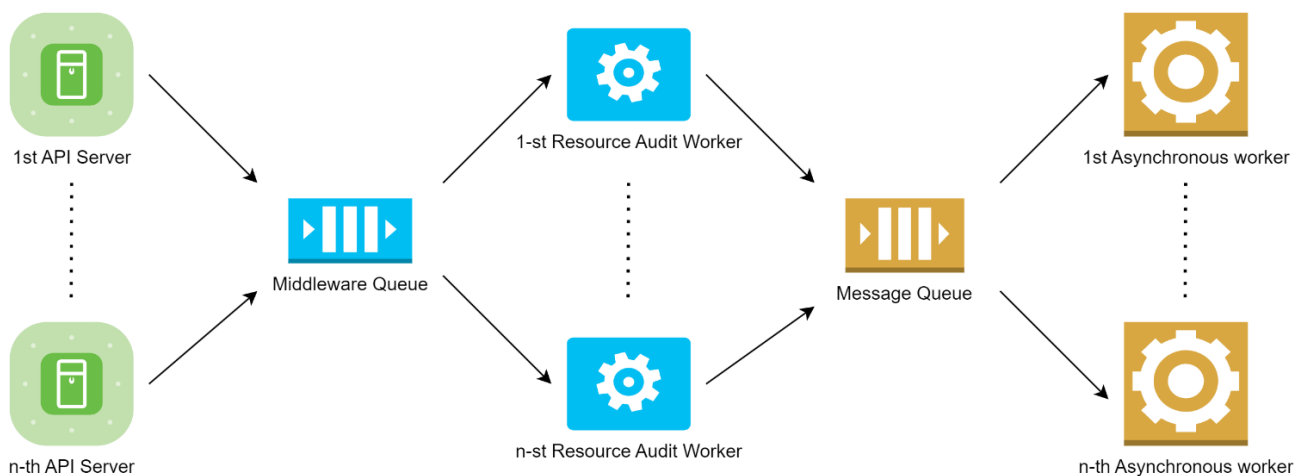 1st API Server
1-st Resource Audit Worker
1st Asynchronous worker
Middleware Queue
Message Queue
n-th API Server
n-st Resource Audit Worker
n-th Asynchronous worker